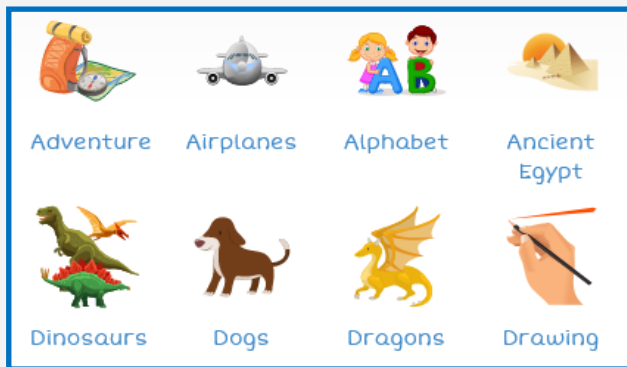 Adventure
Airplanes
Alphabet
Ancient
Egypt
Dinosaurs
Dogs
Dragons
Drawing